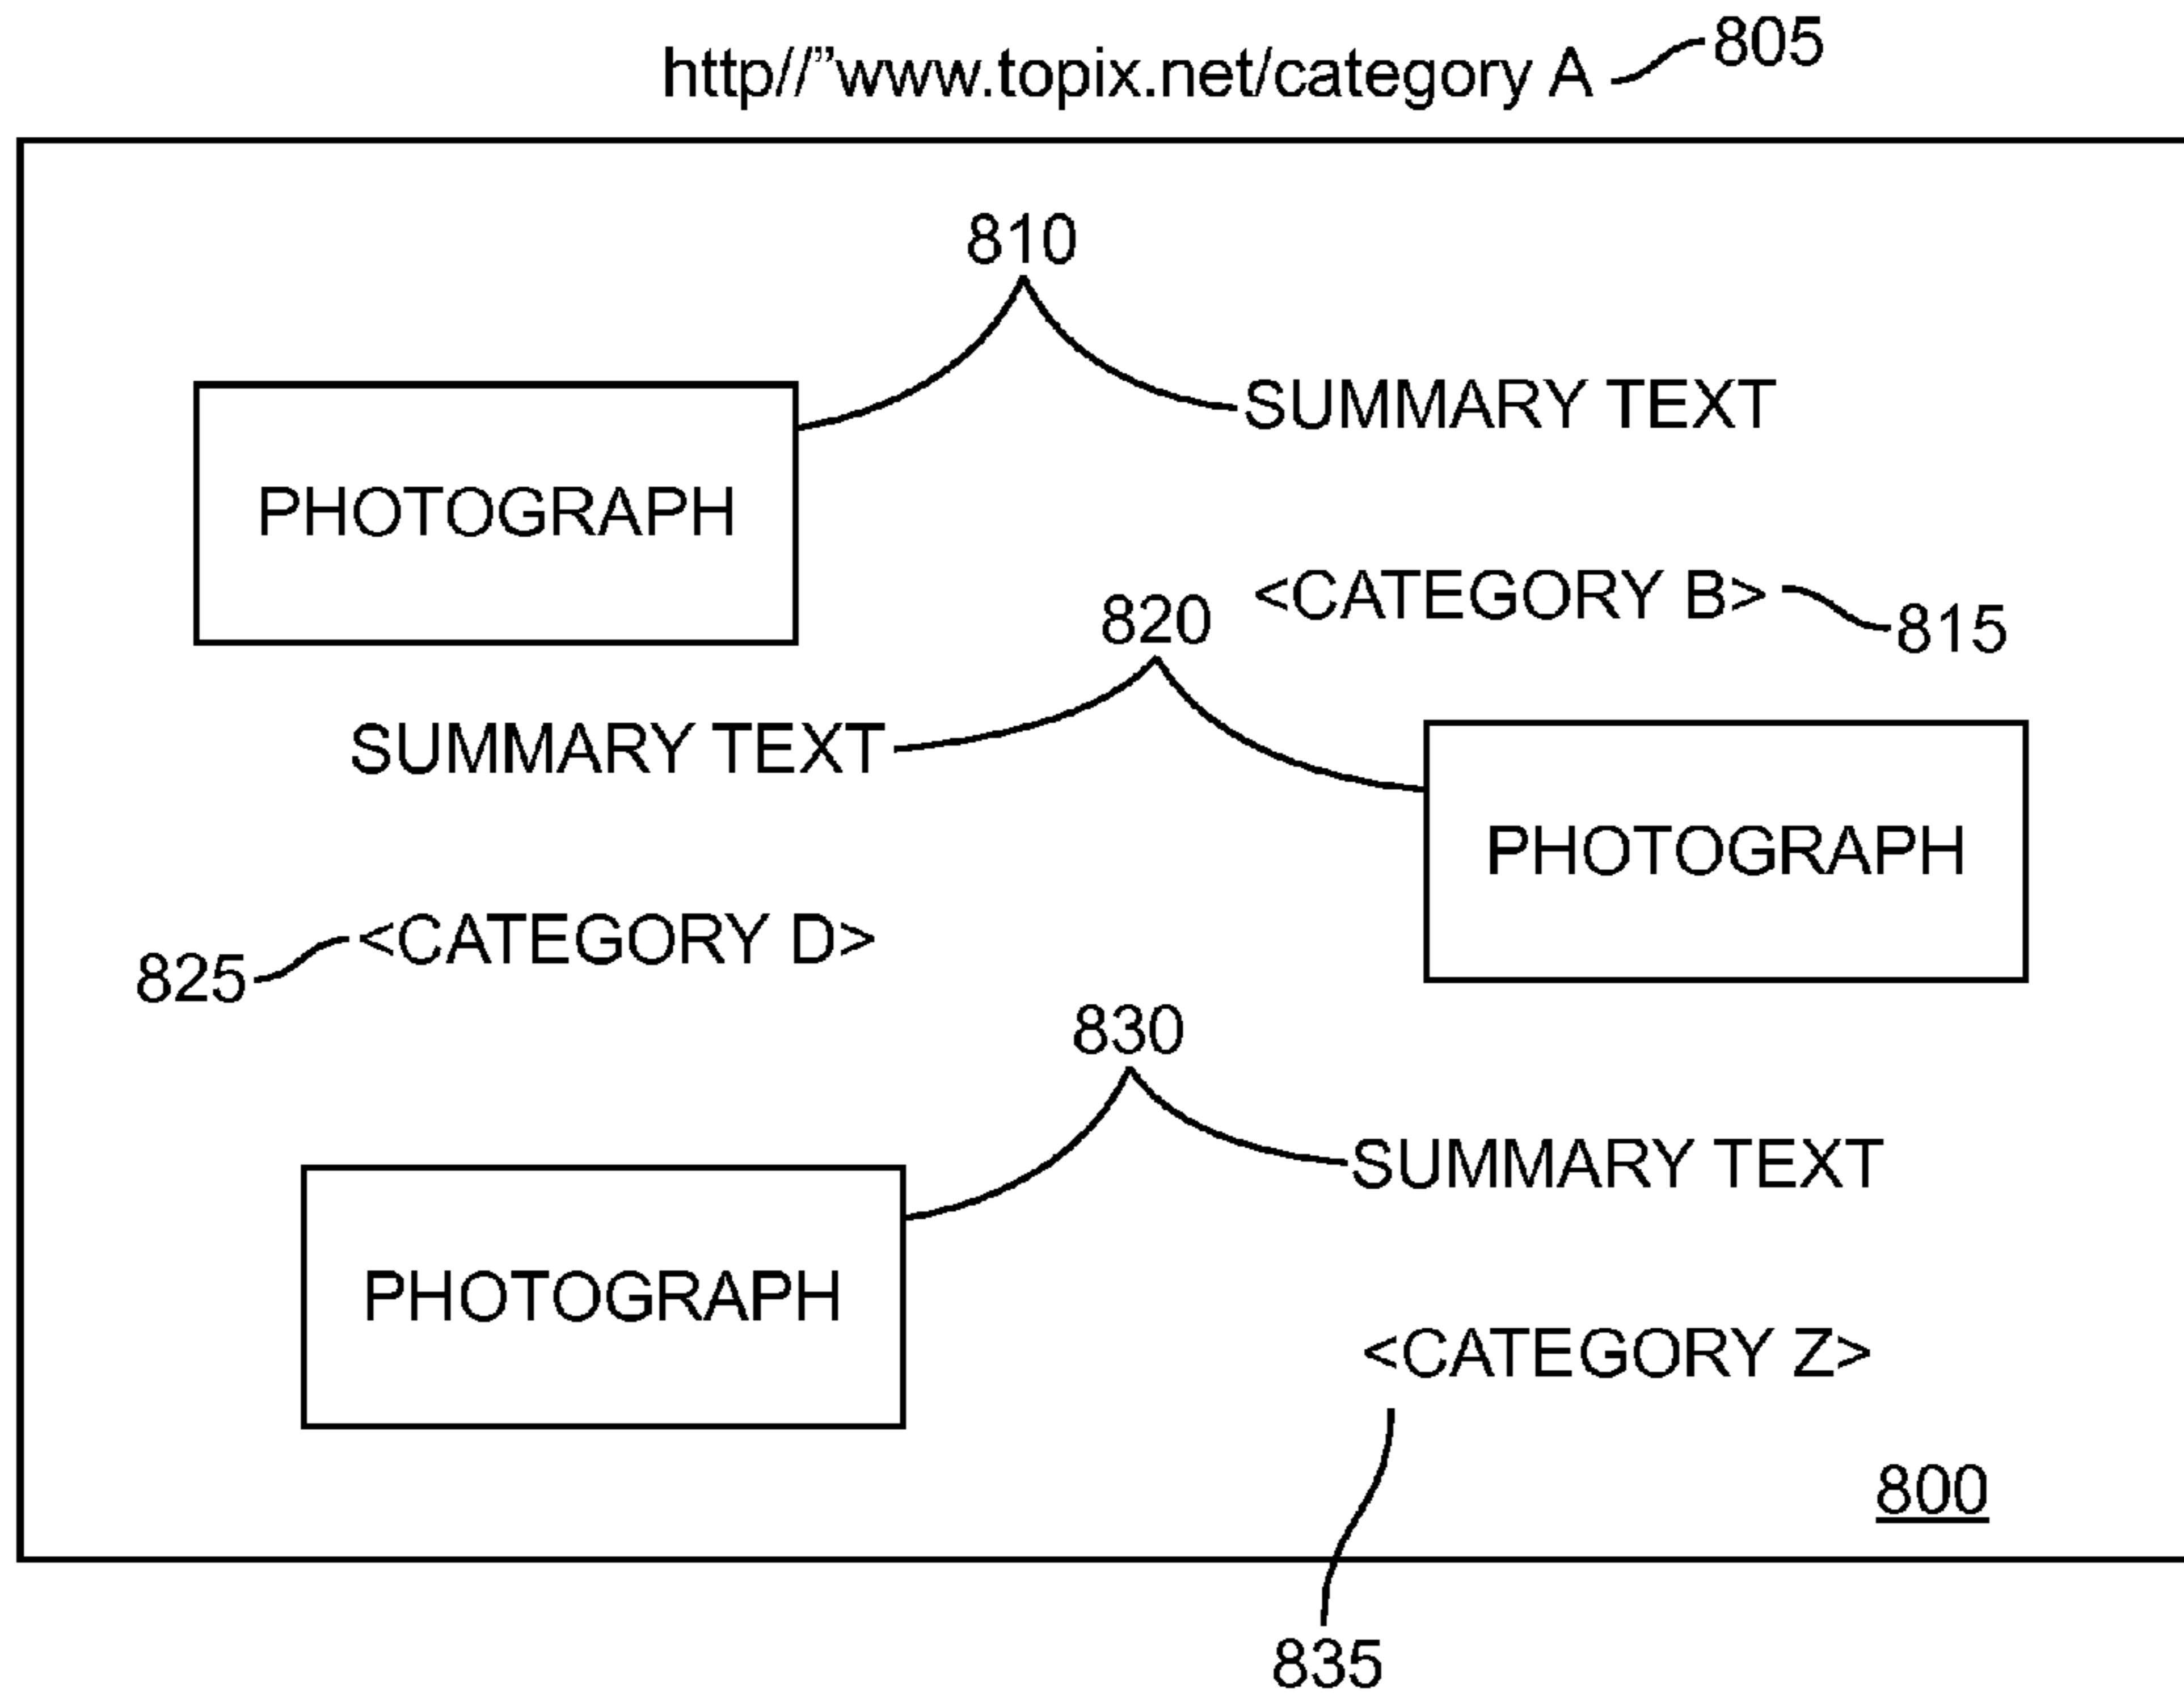 http//”www.topix.net/category A 805
810
SUMMARY TEXT
PHOTOGRAPH
<CATEGORY B> 815
820
SUMMARY TEXT
PHOTOGRAPH
<CATEGORY D>
825
830
SUMMARY TEXT
PHOTOGRAPH
<CATEGORY Z>
800
835